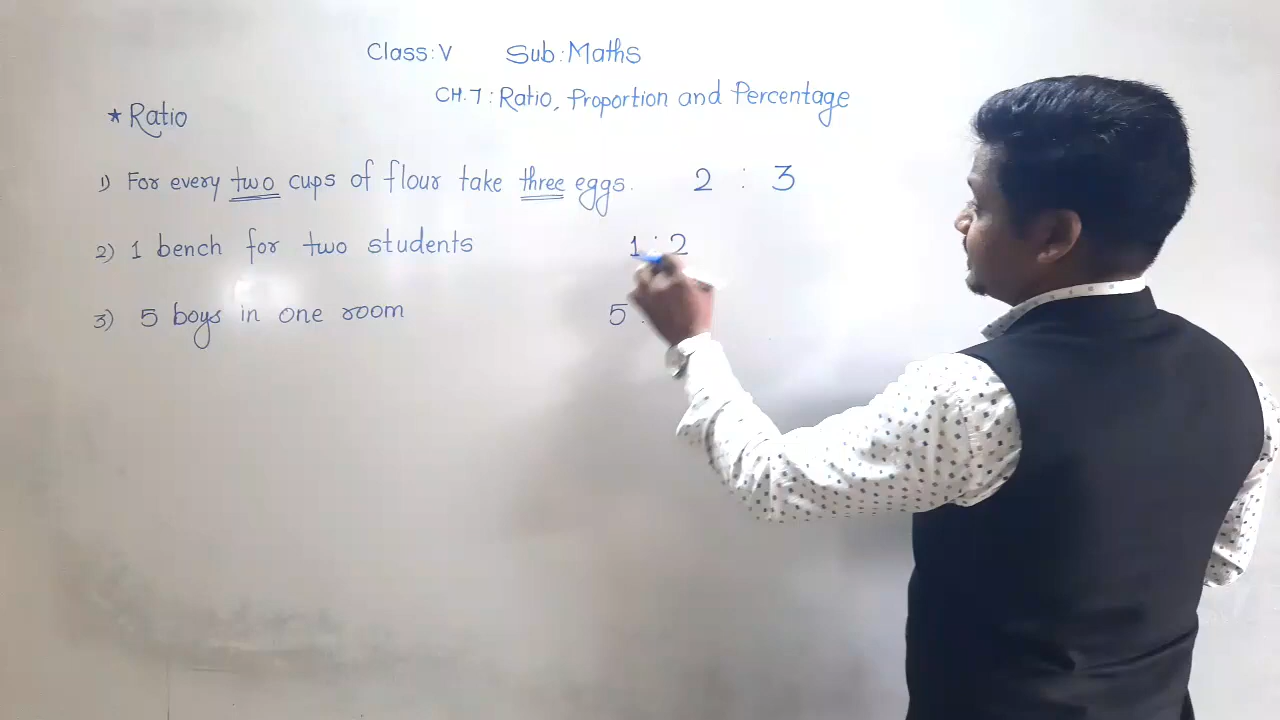 Class: V Sub: Maths
CH. 7: Ratio, Proportion and Percentage
★ Ratio
1) For every two cups of flour take three eggs. 2 : 3
2) 1 bench for two students 1 : 2
3) 5 boys in one room 5 :